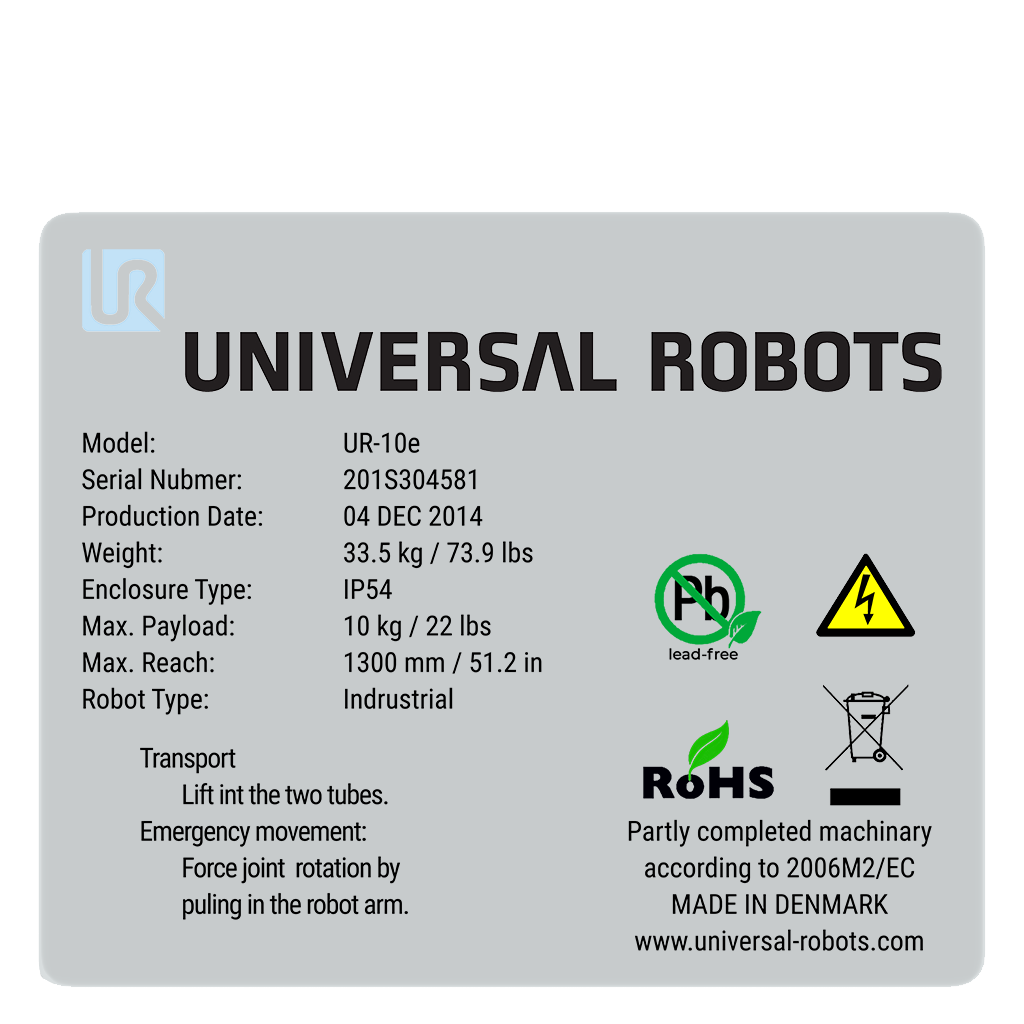 UR
UNIVERSAL ROBOTS
Model: UR-10e
Serial Nubmer: 201S304581
Production Date: 04 DEC 2014
Weight: 33.5 kg / 73.9 lbs
Enclosure Type: IP54
Max. Payload: 10 kg / 22 lbs
Max. Reach: 1300 mm / 51.2 in
Robot Type: Indrustrial
Transport
Lift int the two tubes.
Emergency movement:
Force joint rotation by
puling in the robot arm.
Pb
lead-free
RoHS
Partly completed machinary
according to 2006M2/EC
MADE IN DENMARK
www.universal-robots.com